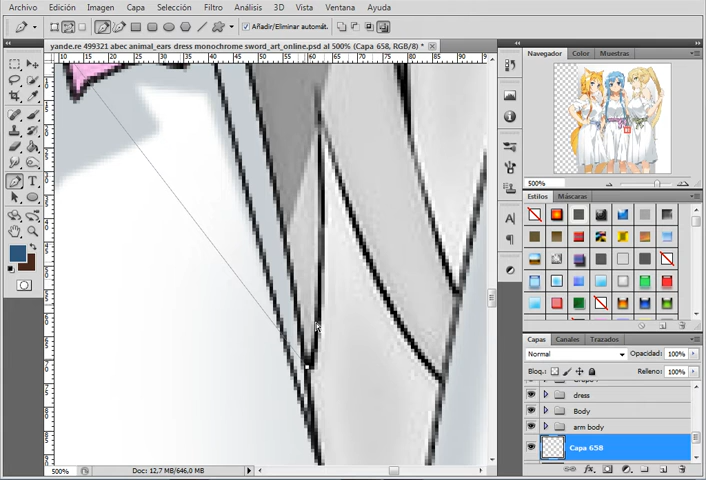 Archivo Edición Imagen Capa Selección Filtro Análisis 3D Vista Ventana Ayuda
Añadir/Eliminar automát.
yande.re 499321 abec animal_ears dress monochrome sword_art_online.psd al 500% (Capa 658, RGB/8) *
Navegador Color Muestras
500%
Estilos Máscaras
Capas Canales Trazados
Normal Opacidad: 100%
Bloq.: Relleno: 100%
dress
Body
arm body
Capa 658
500% Doc: 12,7 MB/646,0 MB